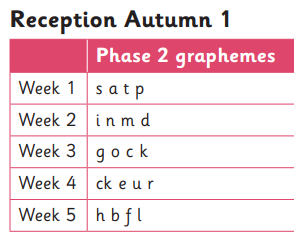 Reception Autumn 1
Phase 2 graphemes
Week 1 s a t p
Week 2 i n m d
Week 3 g o c k
Week 4 ck e u r
Week 5 h b f l